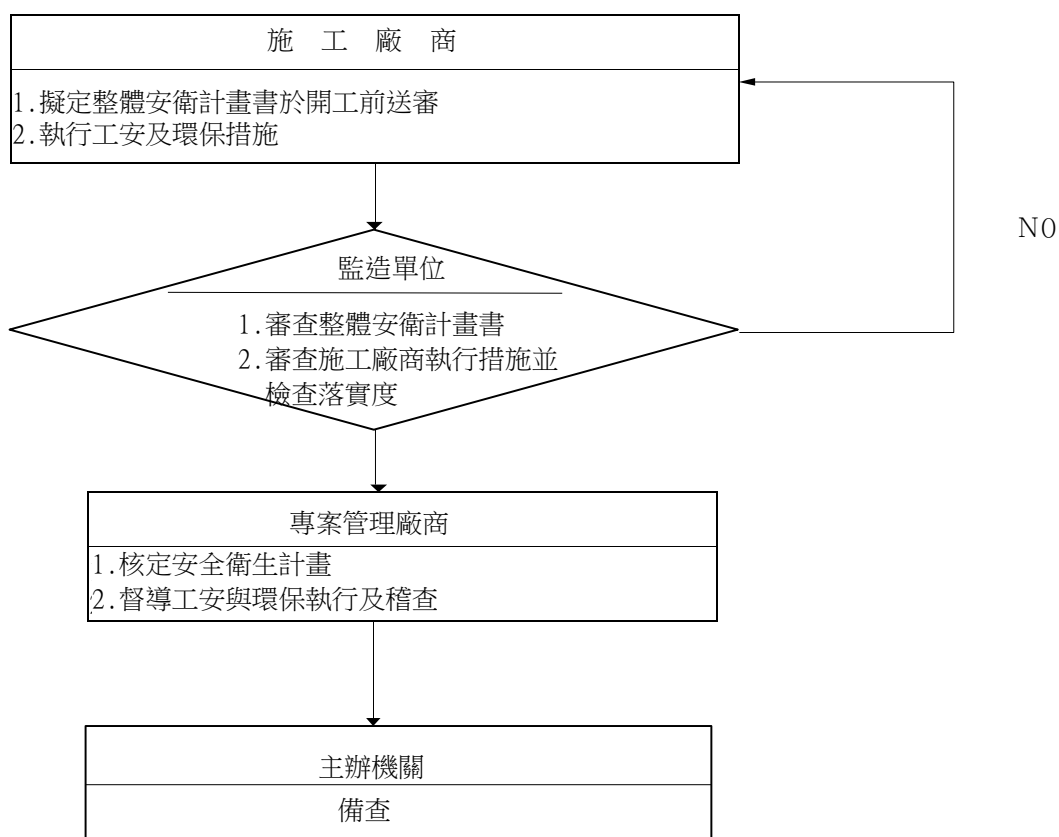 施 工 廠 商
1.擬定整體安衛計畫書於開工前送審
2.執行工安及環保措施
NO
監造單位
1.審查整體安衛計畫書
2.審查施工廠商執行措施並
檢查落實度
專案管理廠商
1.核定安全衛生計畫
2.督導工安與環保執行及稽查
主辦機關
備查